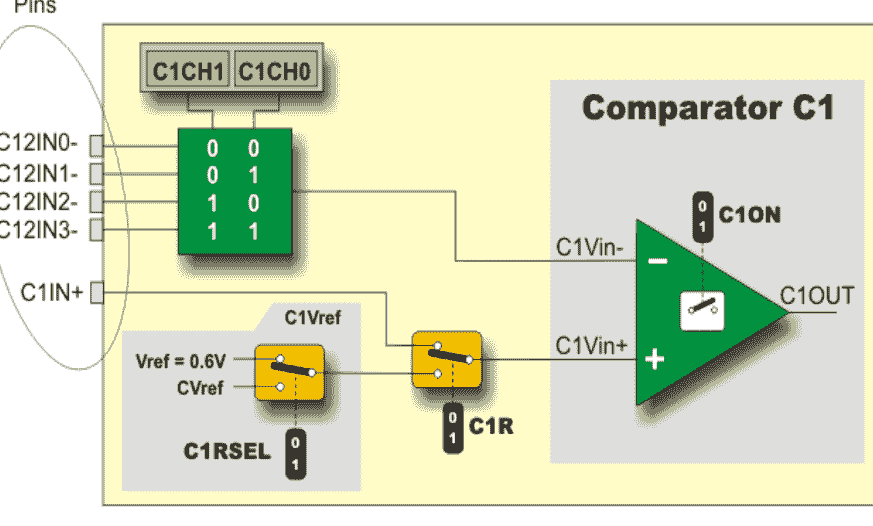 Pins
C1CH1 C1CH0
Comparator C1
C12IN0-
C12IN1-
C12IN2-
C12IN3-
0 0
0 1
1 0
1 1
0
1
C1ON
C1Vin-
C1IN+
C1OUT
C1Vref
C1Vin+
Vref = 0.6V
CVref
0
1
C1R
C1RSEL
0
1